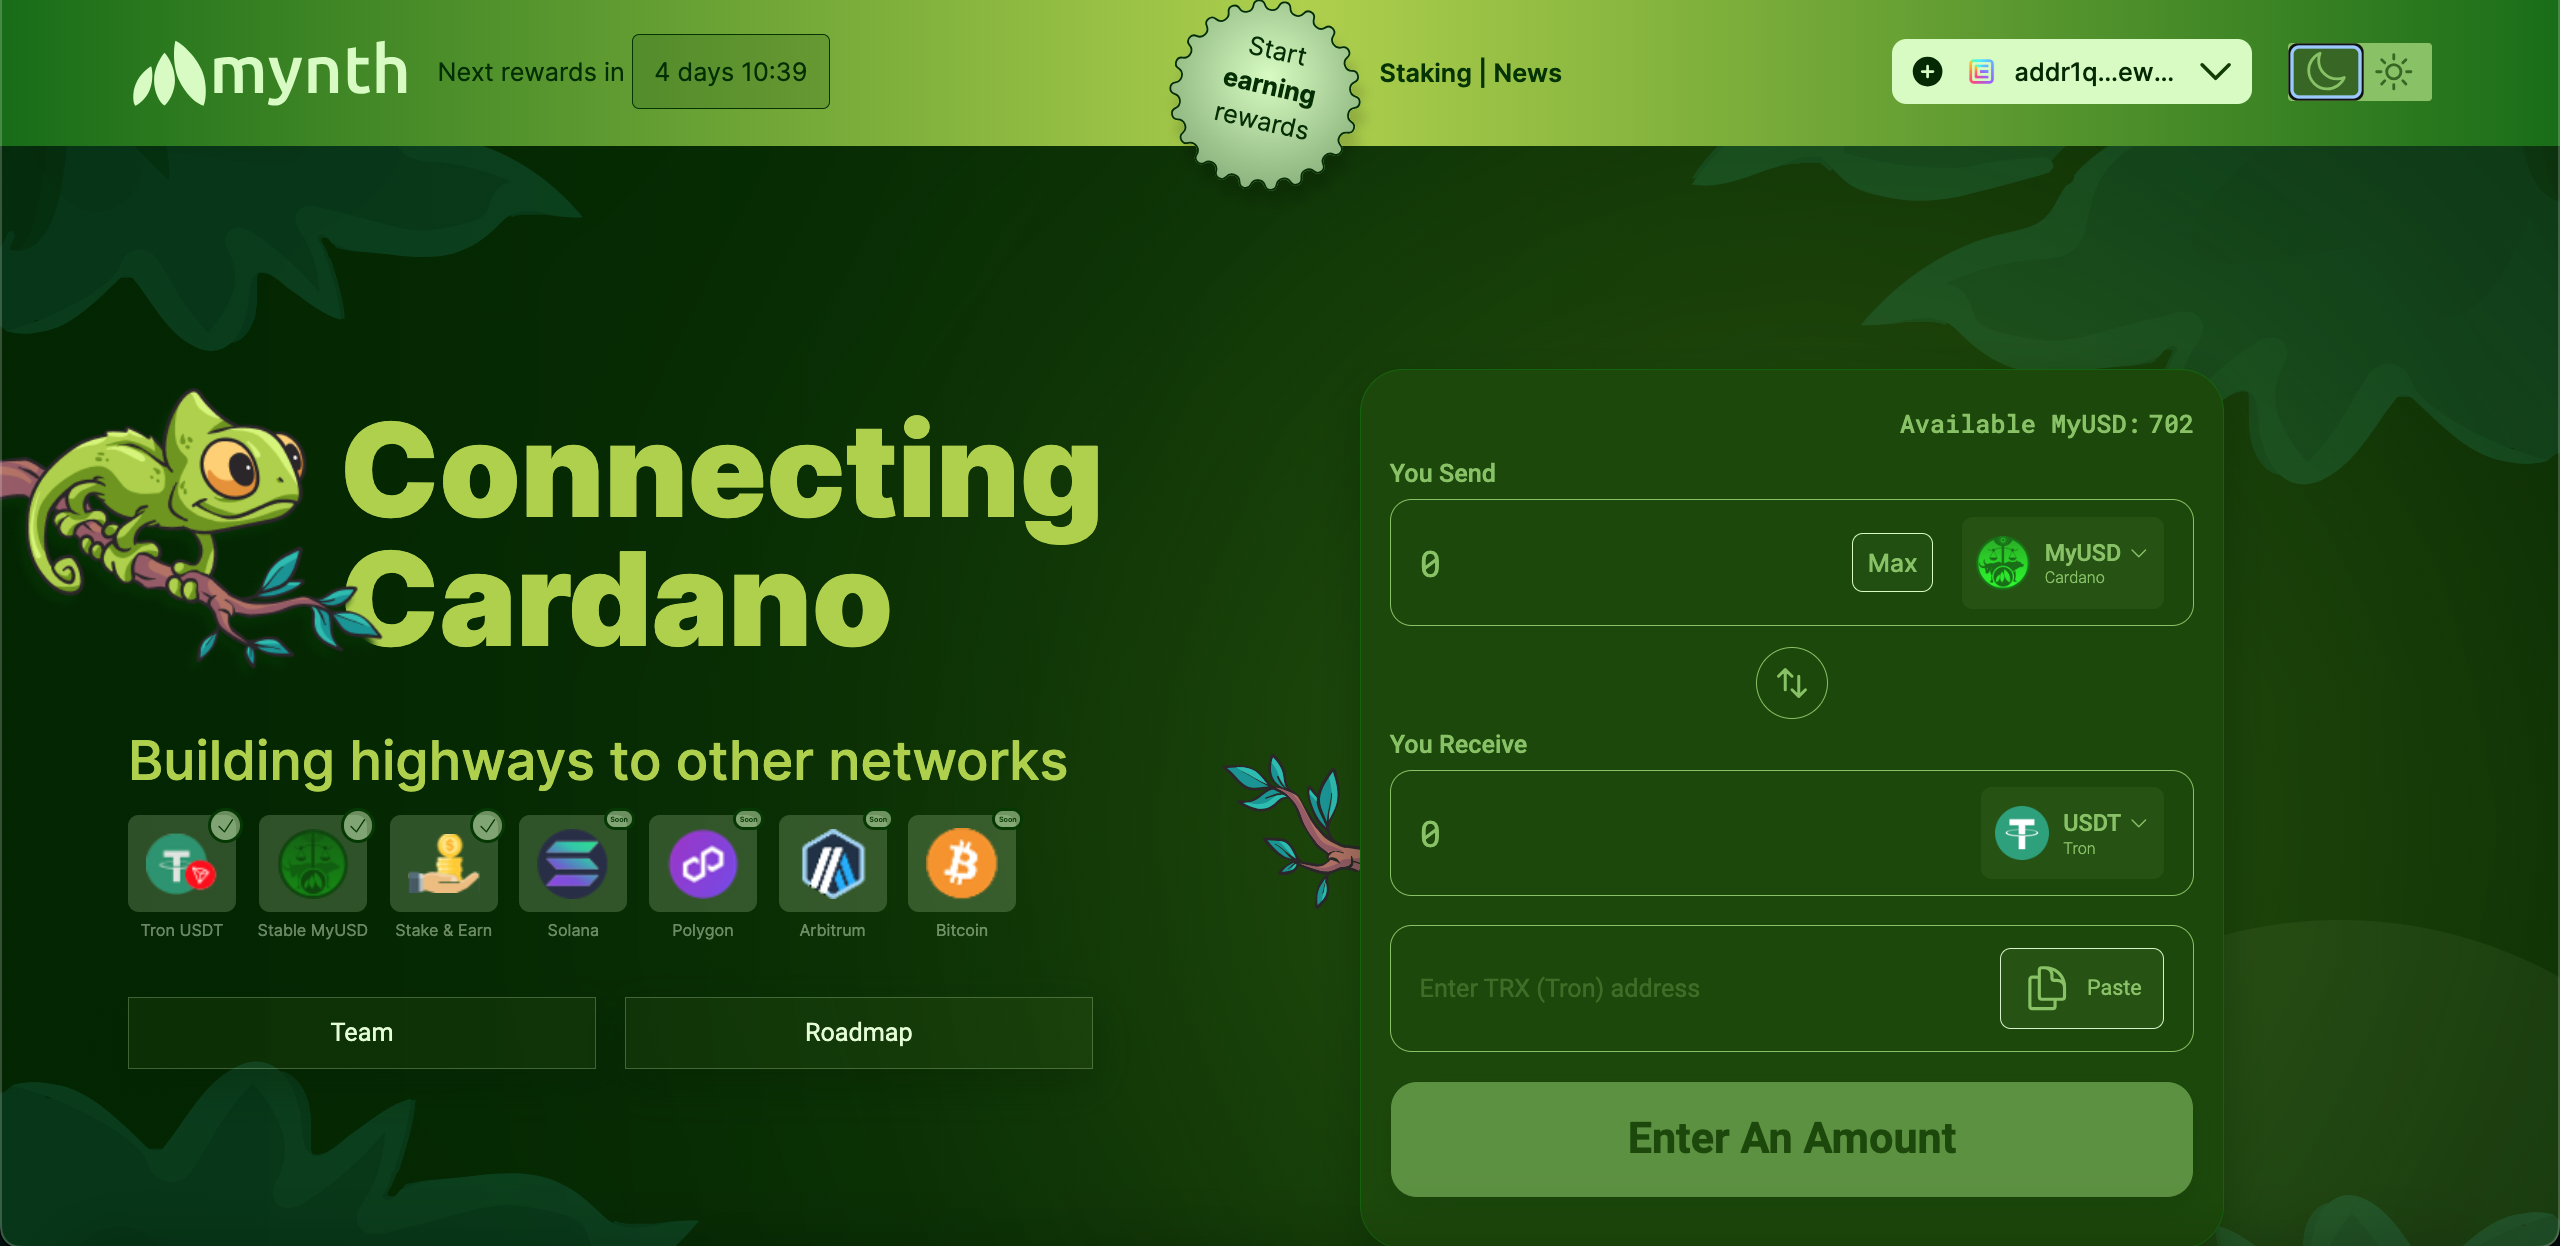 mynth
Next rewards in
4 days 10:39
Start
earning
rewards
Staking | News
addr1q...ew...
Connecting
Cardano
Building highways to other networks
Soon
Soon
Soon
Soon
Tron USDT
Stable MyUSD
Stake & Earn
Solana
Polygon
Arbitrum
Bitcoin
Team
Roadmap
Available MyUSD: 702
You Send
0
Max
MyUSD
Cardano
You Receive
0
USDT
Tron
Enter TRX (Tron) address
Paste
Enter An Amount